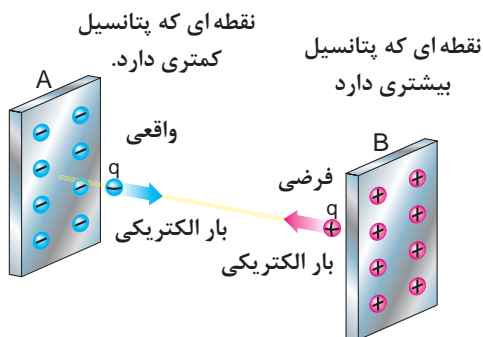 نقطه ای که پتانسیل
بیشتری دارد
نقطه ای که پتانسیل
کمتری دارد.
A
B
واقعی
فرضی
q
q
بار الکتریکی
بار الکتریکی